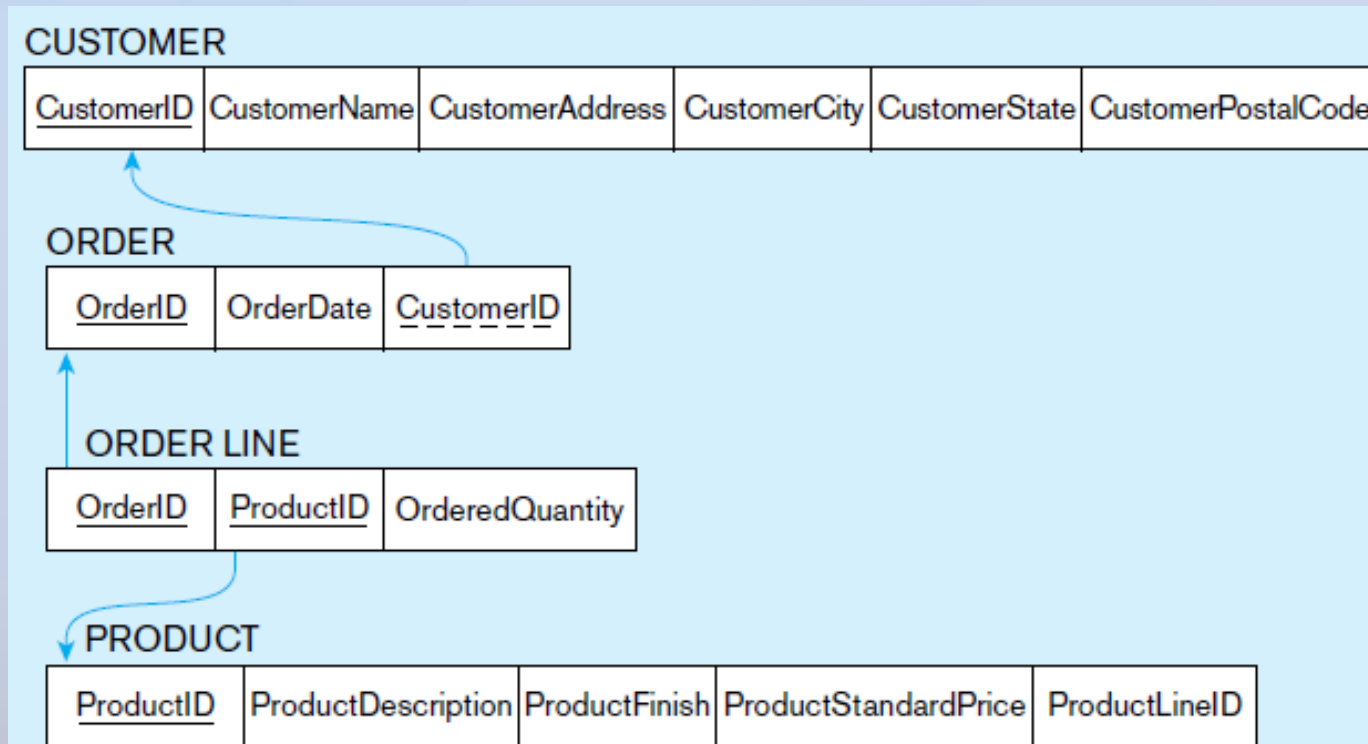 CUSTOMER
CustomerID CustomerName CustomerAddress CustomerCity CustomerState CustomerPostalCode
ORDER
OrderID OrderDate CustomerID
ORDER LINE
OrderID ProductID OrderedQuantity
PRODUCT
ProductID ProductDescription ProductFinish ProductStandardPrice ProductLineID